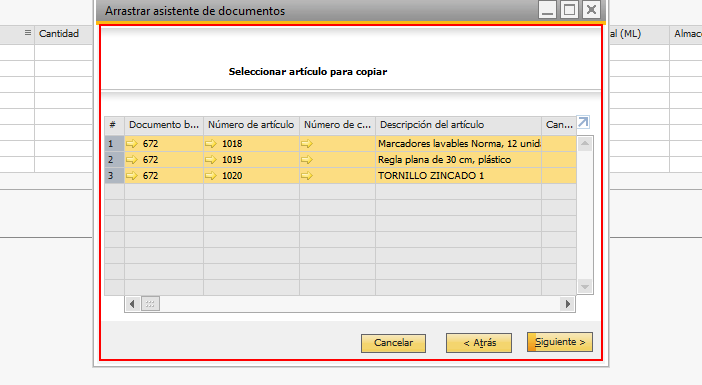 Arrastrar asistente de documentos
Cantidad
al (ML)
Almac
Seleccionar artículo para copiar
# Documento b... Número de artículo Número de c... Descripción del artículo Can...
1 672 1018 Marcadores lavables Norma, 12 unida
2 672 1019 Regla plana de 30 cm, plástico
3 672 1020 TORNILLO ZINCADO 1
Cancelar < Atrás Siguiente >